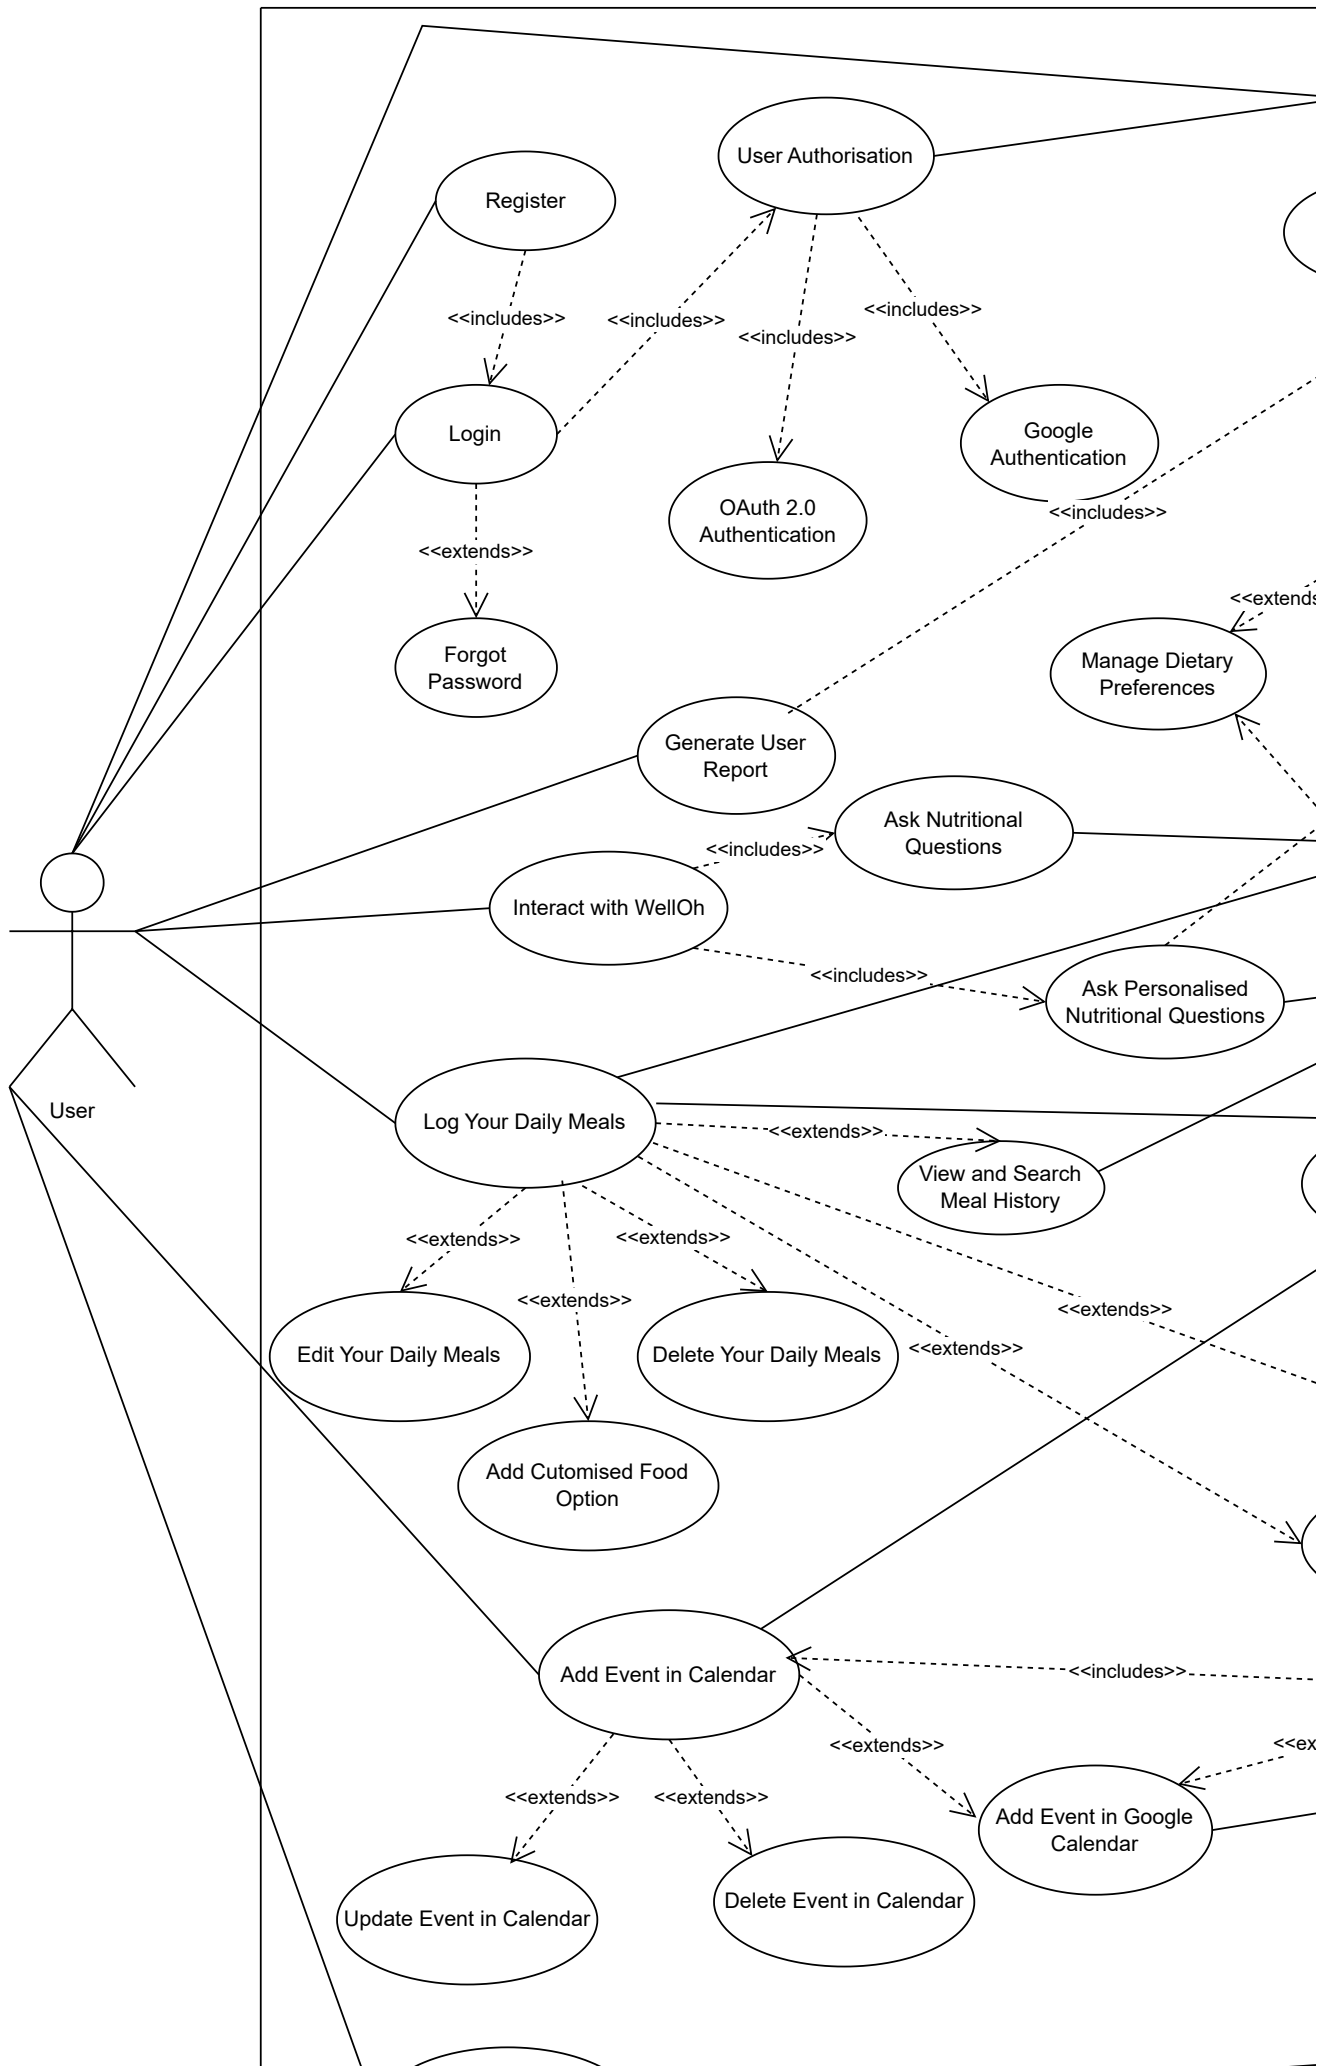 User Authorisation
Register
<<includes>>
<<includes>>
<<includes>>
<<includes>>
Login
Google
Authentication
OAuth 2.0
Authentication
<<includes>>
<<extends>>
<<extends
Forgot
Password
Manage Dietary
Preferences
Generate User
Report
Ask Nutritional
Questions
<<includes>>
Interact with WellOh
<<includes>>
Ask Personalised
Nutritional Questions
User
Log Your Daily Meals
<<extends>>
View and Search
Meal History
<<extends>>
<<extends>>
<<extends>>
<<extends>>
<<extends>>
Edit Your Daily Meals
Delete Your Daily Meals
Add Cutomised Food
Option
Add Event in Calendar
<<includes>>
<<extends>>
<<ex
<<extends>>
<<extends>>
Add Event in Google
Calendar
Update Event in Calendar
Delete Event in Calendar